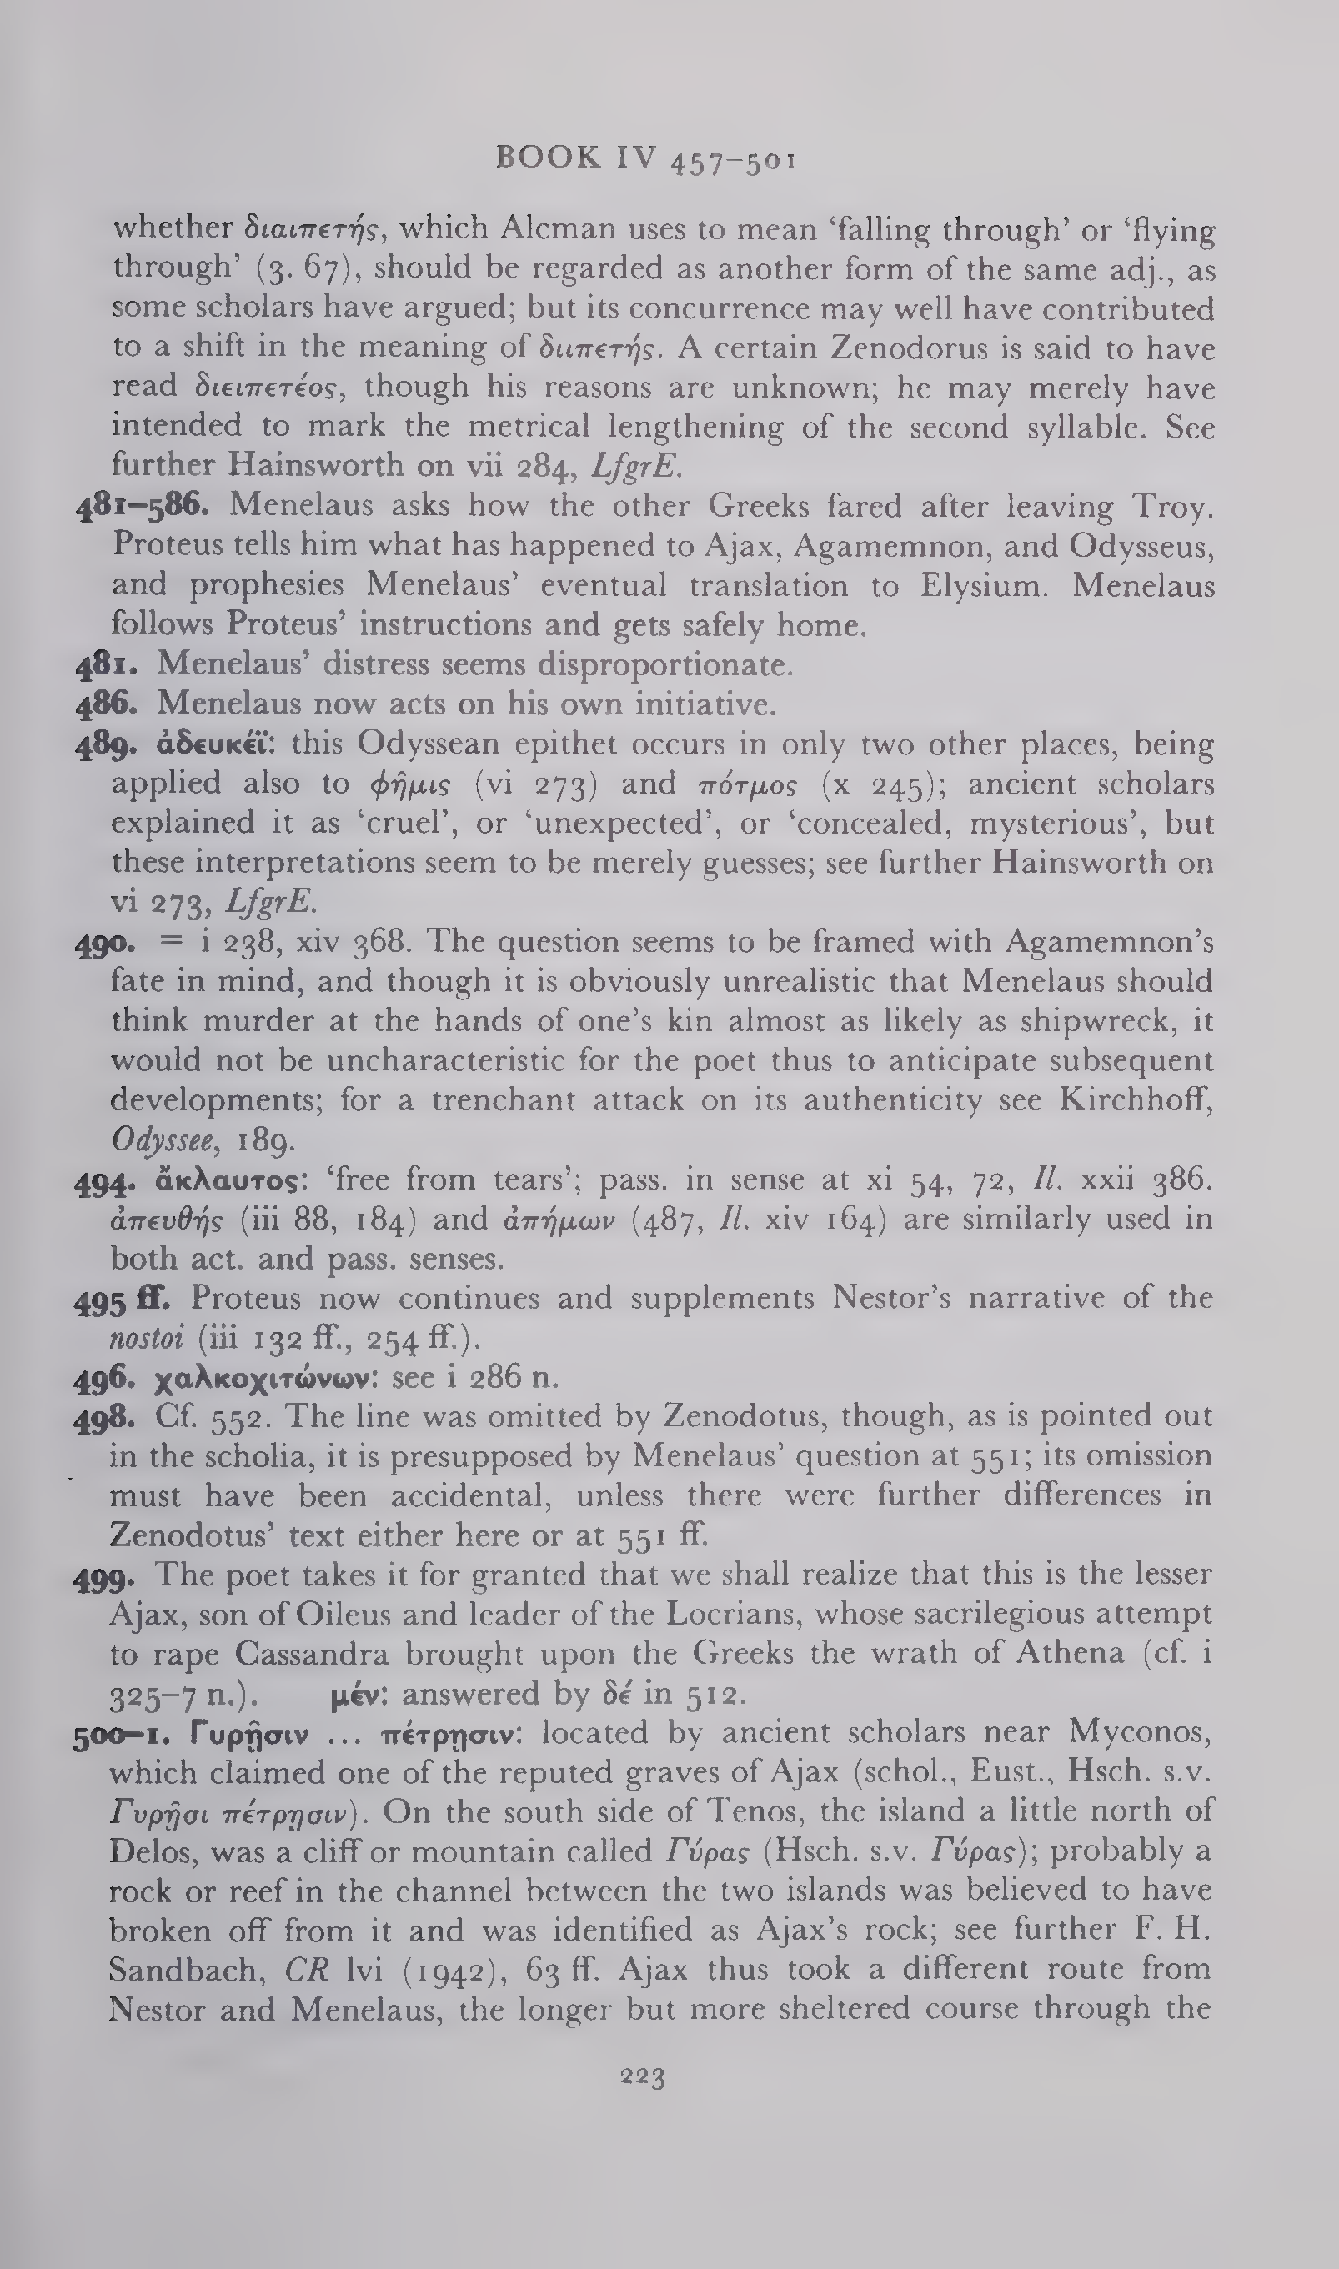 BOOK IV 457–501
whether διαιπετής, which Alcman uses to mean ‘falling through’ or ‘flying
through’ (3. 67), should be regarded as another form of the same adj., as
some scholars have argued; but its concurrence may well have contributed
to a shift in the meaning of διιπετής. A certain Zenodorus is said to have
read διειπετέος, though his reasons are unknown; he may merely have
intended to mark the metrical lengthening of the second syllable. See
further Hainsworth on vii 284, LfgrE.
481–586. Menelaus asks how the other Greeks fared after leaving Troy.
Proteus tells him what has happened to Ajax, Agamemnon, and Odysseus,
and prophesies Menelaus’ eventual translation to Elysium. Menelaus
follows Proteus’ instructions and gets safely home.
481. Menelaus’ distress seems disproportionate.
486. Menelaus now acts on his own initiative.
489. ἀδευκέϊ: this Odyssean epithet occurs in only two other places, being
applied also to φῆμις (vi 273) and πότμος (x 245); ancient scholars
explained it as ‘cruel’, or ‘unexpected’, or ‘concealed, mysterious’, but
these interpretations seem to be merely guesses; see further Hainsworth on
vi 273, LfgrE.
490. = i 238, xiv 368. The question seems to be framed with Agamemnon’s
fate in mind, and though it is obviously unrealistic that Menelaus should
think murder at the hands of one’s kin almost as likely as shipwreck, it
would not be uncharacteristic for the poet thus to anticipate subsequent
developments; for a trenchant attack on its authenticity see Kirchhoff,
Odyssee, 189.
494. ἄκλαυτος: ‘free from tears’; pass. in sense at xi 54, 72, Il. xxii 386.
ἀπευθής (iii 88, 184) and ἀπήμων (487, Il. xiv 164) are similarly used in
both act. and pass. senses.
495 ff. Proteus now continues and supplements Nestor’s narrative of the
nostoi (iii 132 ff., 254 ff.).
496. χαλκοχιτώνων: see i 286 n.
498. Cf. 552. The line was omitted by Zenodotus, though, as is pointed out
in the scholia, it is presupposed by Menelaus’ question at 551; its omission
must have been accidental, unless there were further differences in
Zenodotus’ text either here or at 551 ff.
499. The poet takes it for granted that we shall realize that this is the lesser
Ajax, son of Oileus and leader of the Locrians, whose sacrilegious attempt
to rape Cassandra brought upon the Greeks the wrath of Athena (cf. i
325–7 n.). μέν: answered by δέ in 512.
500–1. Γυρῇσιν ... πέτρῃσιν: located by ancient scholars near Myconos,
which claimed one of the reputed graves of Ajax (schol., Eust., Hsch. s.v.
Γυρῇσι πέτρῃσιν). On the south side of Tenos, the island a little north of
Delos, was a cliff or mountain called Γύρας (Hsch. s.v. Γύρας); probably a
rock or reef in the channel between the two islands was believed to have
broken off from it and was identified as Ajax’s rock; see further F. H.
Sandbach, CR lvi (1942), 63 ff. Ajax thus took a different route from
Nestor and Menelaus, the longer but more sheltered course through the
223